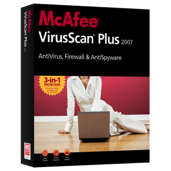 McAfee
VirusScan Plus 2007
AntiVirus, Firewall & AntiSpyware
3-in-1